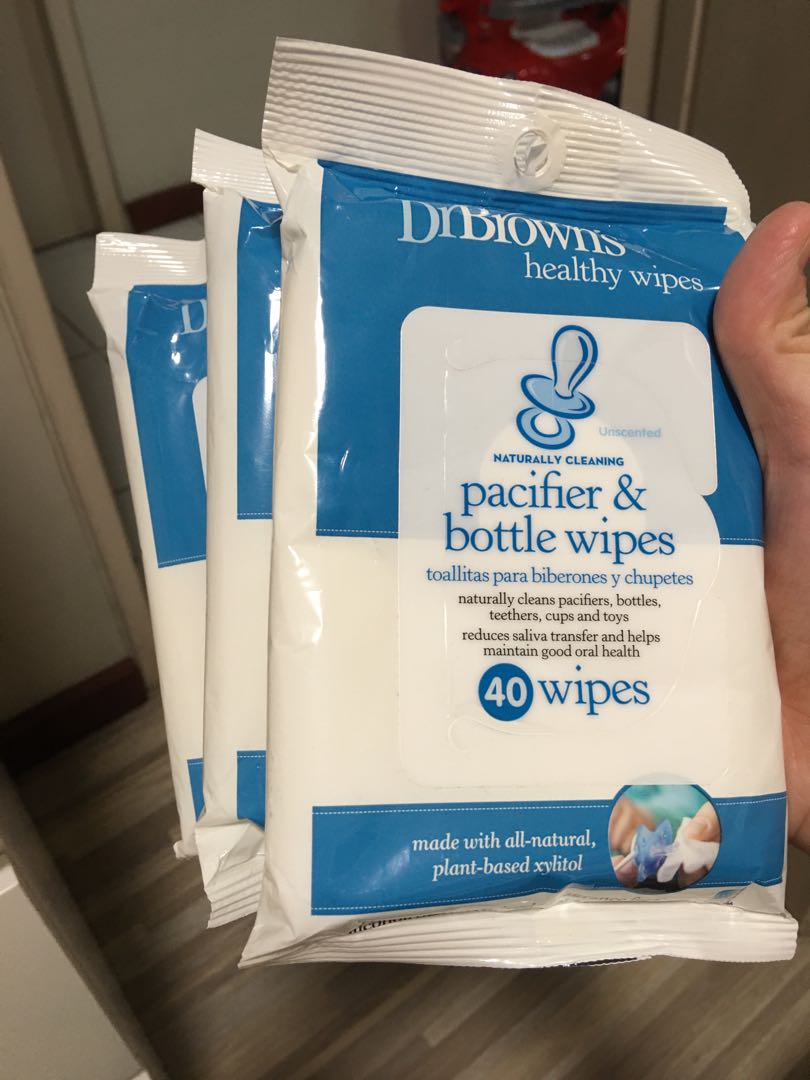 Dr Brown's
healthy wipes
Unscented
NATURALLY CLEANING
pacifier &
bottle wipes
toallitas para biberones y chupetes
naturally cleans pacifiers, bottles,
teethers, cups and toys
reduces saliva transfer and helps
maintain good oral health
40 wipes
made with all-natural,
plant-based xylitol
D